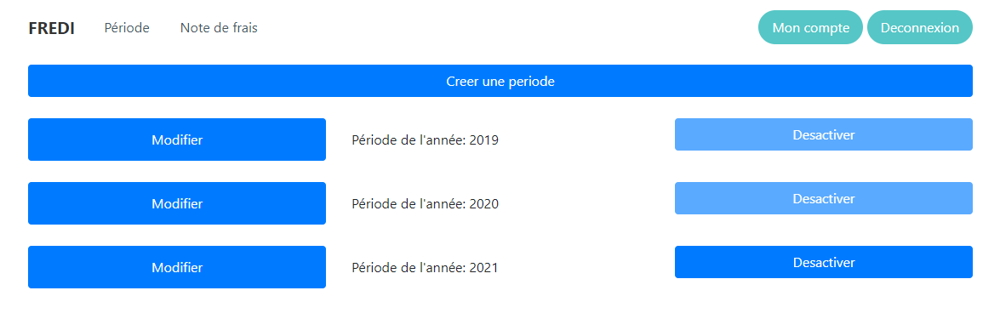 FREDI Période Note de frais Mon compte Deconnexion
Creer une periode
Modifier Période de l'année: 2019 Desactiver
Modifier Période de l'année: 2020 Desactiver
Modifier Période de l'année: 2021 Desactiver